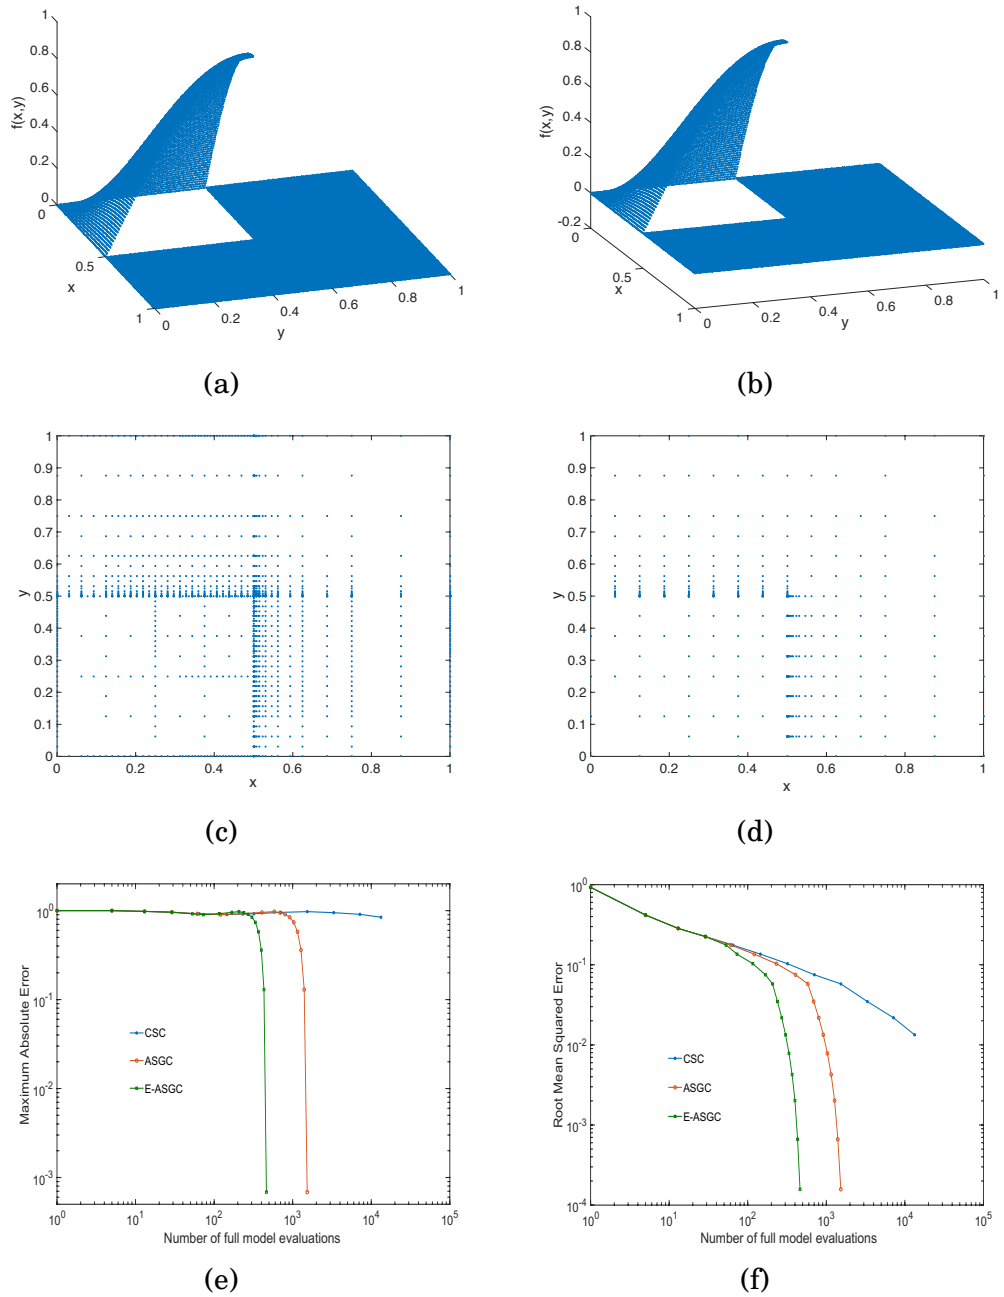 1
0.8
0.6
0.4
0.2
0
f(x,y)
0
0.5
1
x
0
0.2
0.4
0.6
0.8
1
y
(a)
1
0.8
0.6
0.4
0.2
0
-0.2
f(x,y)
0
0.5
1
x
0
0.2
0.4
0.6
0.8
1
y
(b)
1
0.9
0.8
0.7
0.6
0.5
0.4
0.3
0.2
0.1
0
y
0 0.2 0.4 0.6 0.8 1
x
(c)
1
0.9
0.8
0.7
0.6
0.5
0.4
0.3
0.2
0.1
0
y
0 0.2 0.4 0.6 0.8 1
x
(d)
10^0
10^-1
10^-2
10^-3
Maximum Absolute Error
CSC
ASGC
E-ASGC
10^0 10^1 10^2 10^3 10^4 10^5
Number of full model evaluations
(e)
10^0
10^-1
10^-2
10^-3
10^-4
Root Mean Squared Error
CSC
ASGC
E-ASGC
10^0 10^1 10^2 10^3 10^4 10^5
Number of full model evaluations
(f)